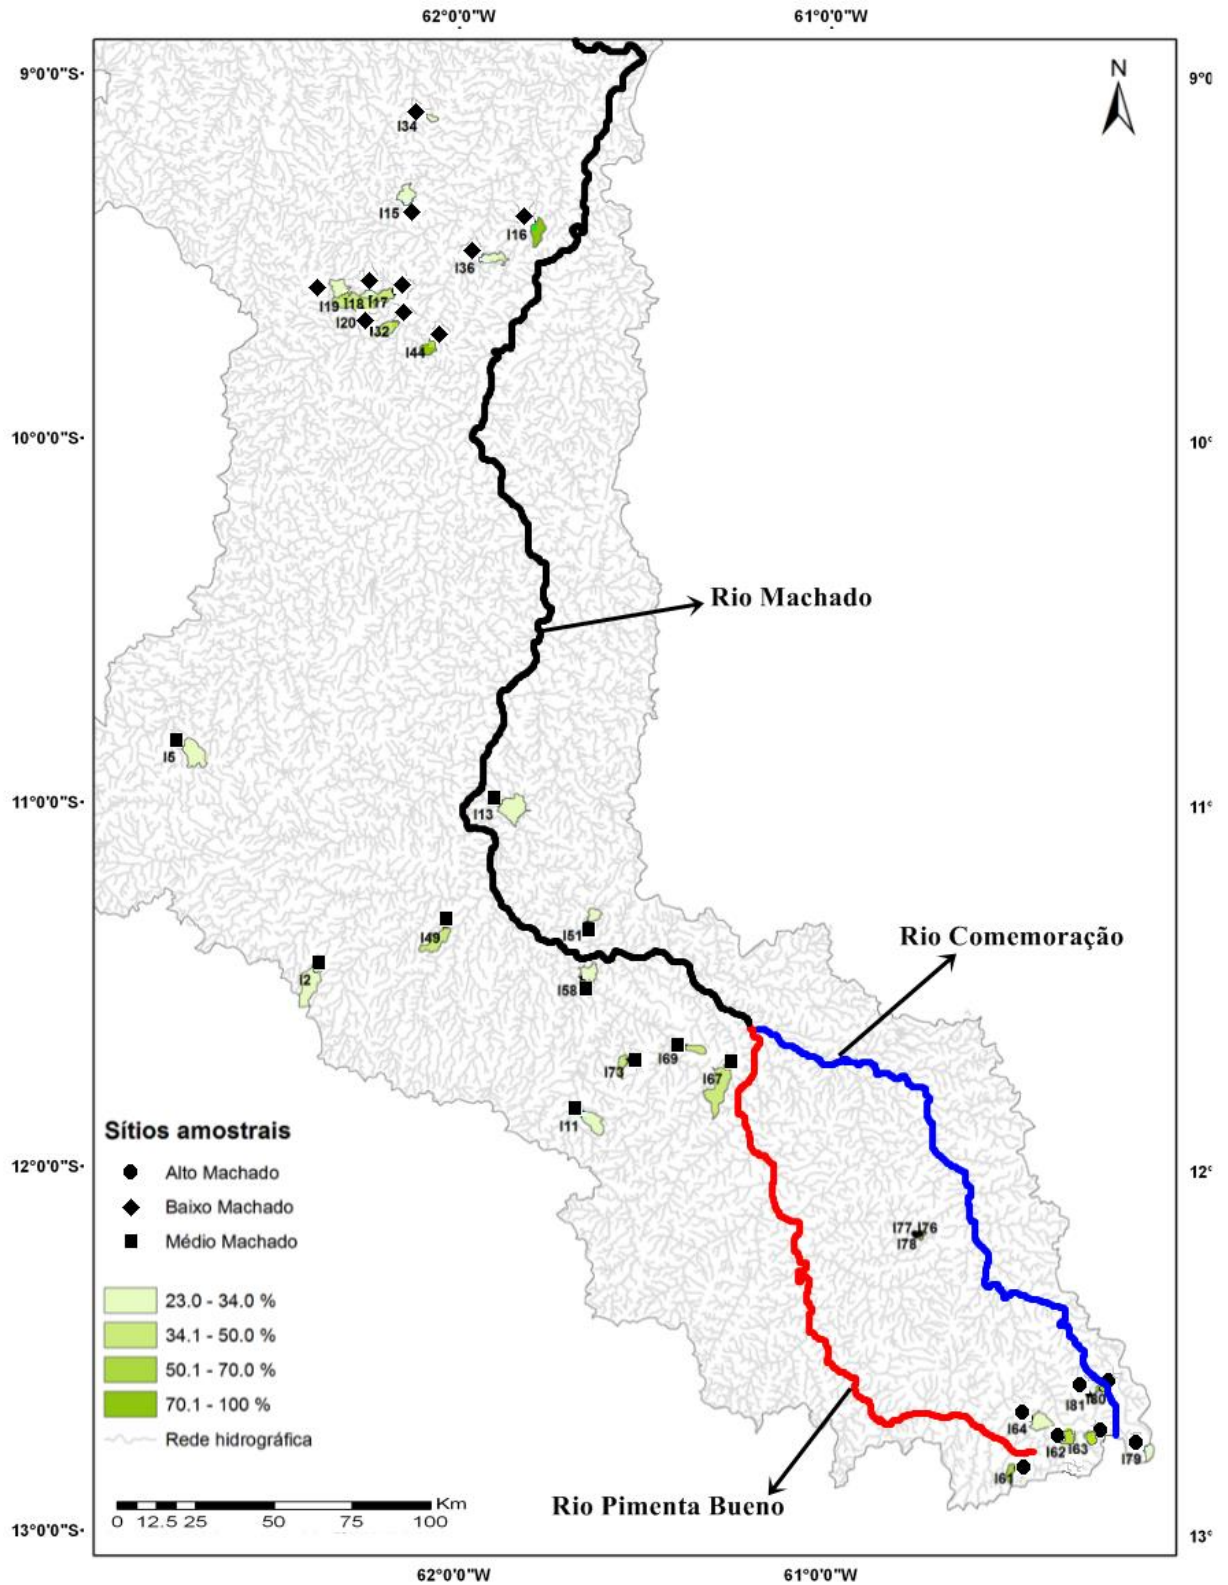 62°0'0"W 61°0'0"W
N
9°0'0"S 9°0
I34
I15
I16
I36
I19 I18 I17
I20 I32
I44
10°0'0"S 10°
Rio Machado
I5
I13
11°0'0"S 11°
I51
I49
Rio Comemoração
I2
I58
I69
I73
I67
I11
Sítios amostrais
12°0'0"S 12°
Alto Machado
Baixo Machado
I77 I76
I78
Médio Machado
23.0 - 34.0 %
34.1 - 50.0 %
50.1 - 70.0 %
I81 I80
70.1 - 100 %
I64
Rede hidrográfica
I62 I63
I79
I61
Rio Pimenta Bueno
Km
0 12.5 25 50 75 100
13°0'0"S 13°
62°0'0"W 61°0'0"W